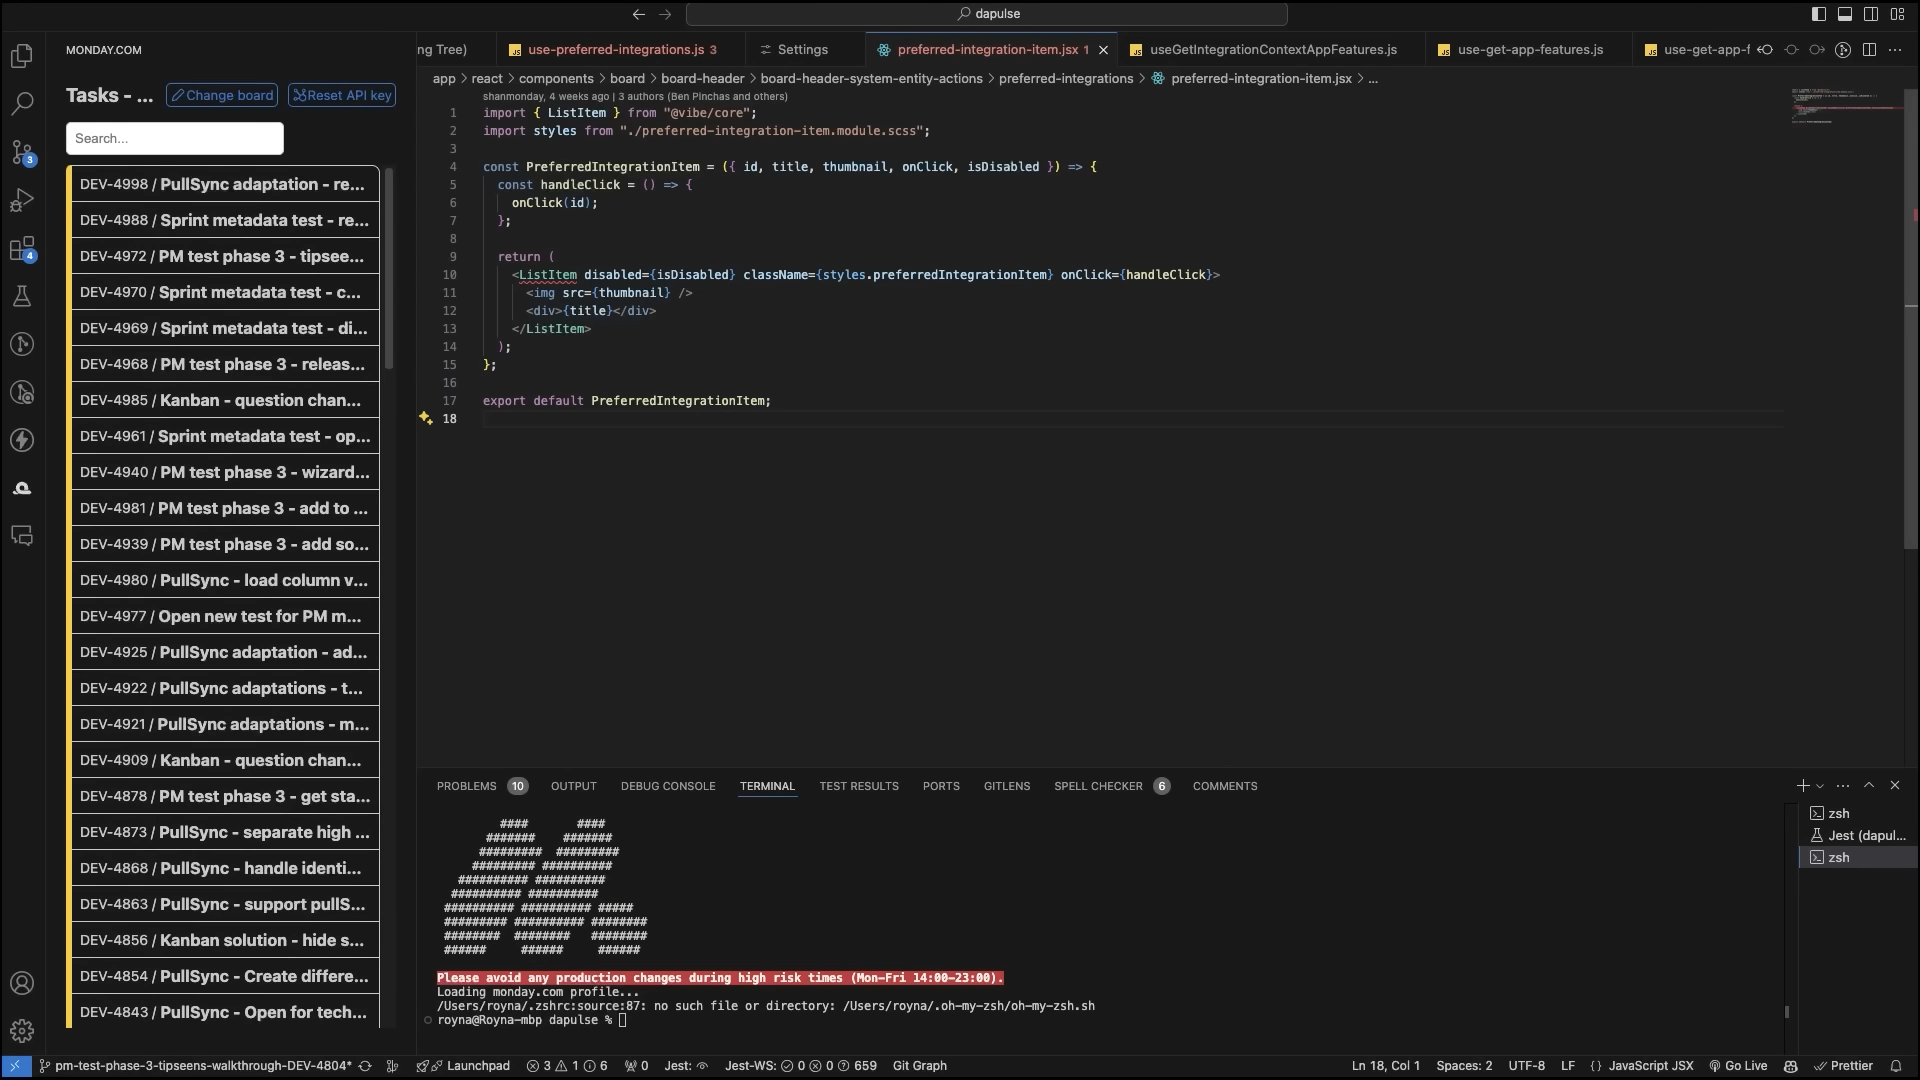 dapulse
MONDAY.COM
ng Tree)
use-preferred-integrations.js 3
Settings
preferred-integration-item.jsx 1
useGetIntegrationContextAppFeatures.js
use-get-app-features.js
use-get-app-f
app > react > components > board > board-header > board-header-system-entity-actions > preferred-integrations > preferred-integration-item.jsx > ...
Tasks - ...
Change board
Reset API key
Search...
DEV-4998 / PullSync adaptation - re...
DEV-4988 / Sprint metadata test - re...
DEV-4972 / PM test phase 3 - tipsee...
DEV-4970 / Sprint metadata test - c...
DEV-4969 / Sprint metadata test - di...
DEV-4968 / PM test phase 3 - releas...
DEV-4985 / Kanban - question chan...
DEV-4961 / Sprint metadata test - op...
DEV-4940 / PM test phase 3 - wizard...
DEV-4981 / PM test phase 3 - add to ...
DEV-4939 / PM test phase 3 - add so...
DEV-4980 / PullSync - load column v...
DEV-4977 / Open new test for PM m...
DEV-4925 / PullSync adaptation - ad...
DEV-4922 / PullSync adaptations - t...
DEV-4921 / PullSync adaptations - m...
DEV-4909 / Kanban - question chan...
DEV-4878 / PM test phase 3 - get sta...
DEV-4873 / PullSync - separate high ...
DEV-4868 / PullSync - handle identi...
DEV-4863 / PullSync - support pullS...
DEV-4856 / Kanban solution - hide s...
DEV-4854 / PullSync - Create differe...
DEV-4843 / PullSync - Open for tech...
3
4
shanmonday, 4 weeks ago | 3 authors (Ben Pinchas and others)
1 import { ListItem } from "@vibe/core";
2 import styles from "./preferred-integration-item.module.scss";
3
4 const PreferredIntegrationItem = ({ id, title, thumbnail, onClick, isDisabled }) => {
5 const handleClick = () => {
6 onClick(id);
7 };
8
9 return (
10 <ListItem disabled={isDisabled} className={styles.preferredIntegrationItem} onClick={handleClick}>
11 <img src={thumbnail} />
12 <div>{title}</div>
13 </ListItem>
14 );
15 };
16
17 export default PreferredIntegrationItem;
18
PROBLEMS 10
OUTPUT
DEBUG CONSOLE
TERMINAL
TEST RESULTS
PORTS
GITLENS
SPELL CHECKER 6
COMMENTS
#### ####
####### #######
######### #########
######### ##########
########## ##########
########## ##########
########## ########## #####
######### ########## ########
######## ######## ########
###### ###### ######
Please avoid any production changes during high risk times (Mon-Fri 14:00-23:00).
Loading monday.com profile...
/Users/royna/.zshrc:source:87: no such file or directory: /Users/royna/.oh-my-zsh/oh-my-zsh.sh
royna@Royna-mbp dapulse %
zsh
Jest (dapul...
zsh
pm-test-phase-3-tipseens-walkthrough-DEV-4804*
Launchpad
3 1 6
0
Jest:
Jest-WS: 0 0 659
Git Graph
Ln 18, Col 1
Spaces: 2
UTF-8
LF
{} JavaScript JSX
Go Live
Prettier